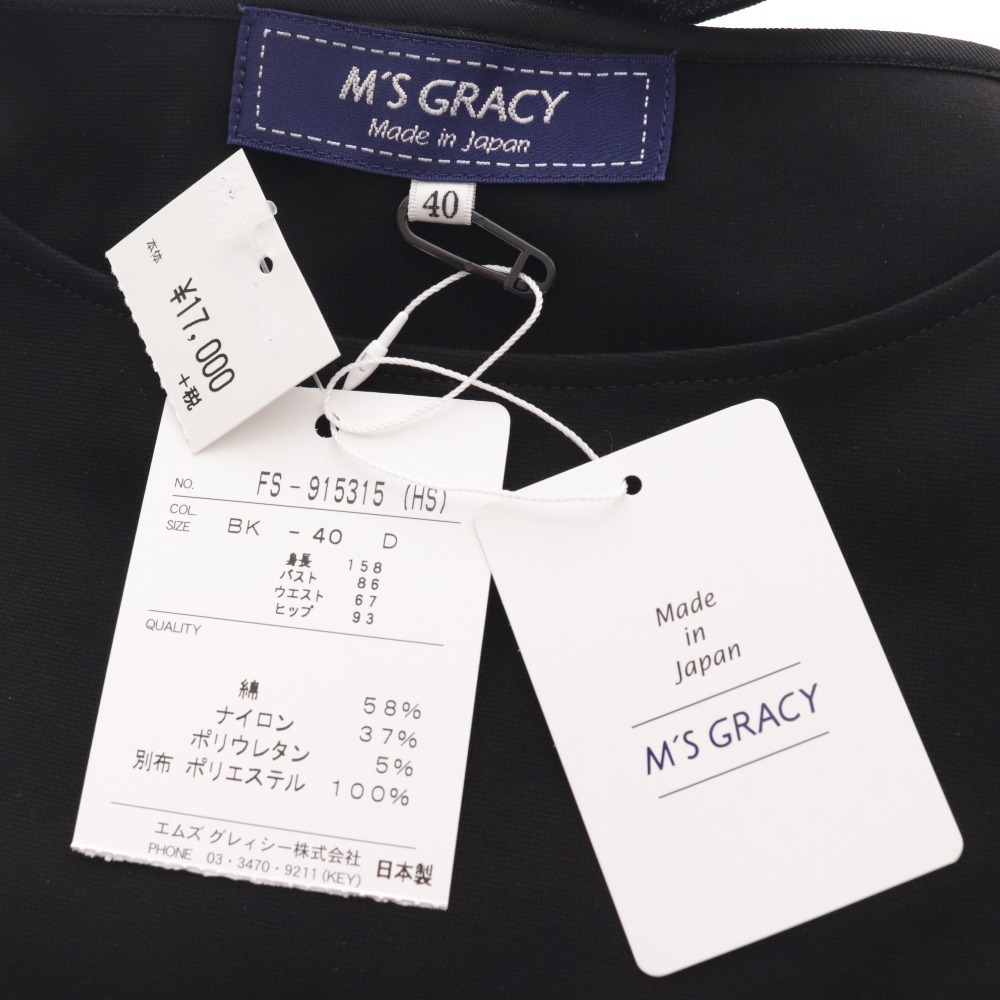 M'S GRACY
Made in Japan
40
本体
¥17,000
+税
NO. FS-915315 (HS)
COL.
SIZE BK -40 D
身長 158
バスト 86
ウエスト 67
ヒップ 93
QUALITY
綿 58%
ナイロン 37%
ポリウレタン 5%
別布 ポリエステル 100%
エムズ グレィシー株式会社
PHONE 03・3470・9211(KEY) 日本製
Made
in
Japan
M'S GRACY